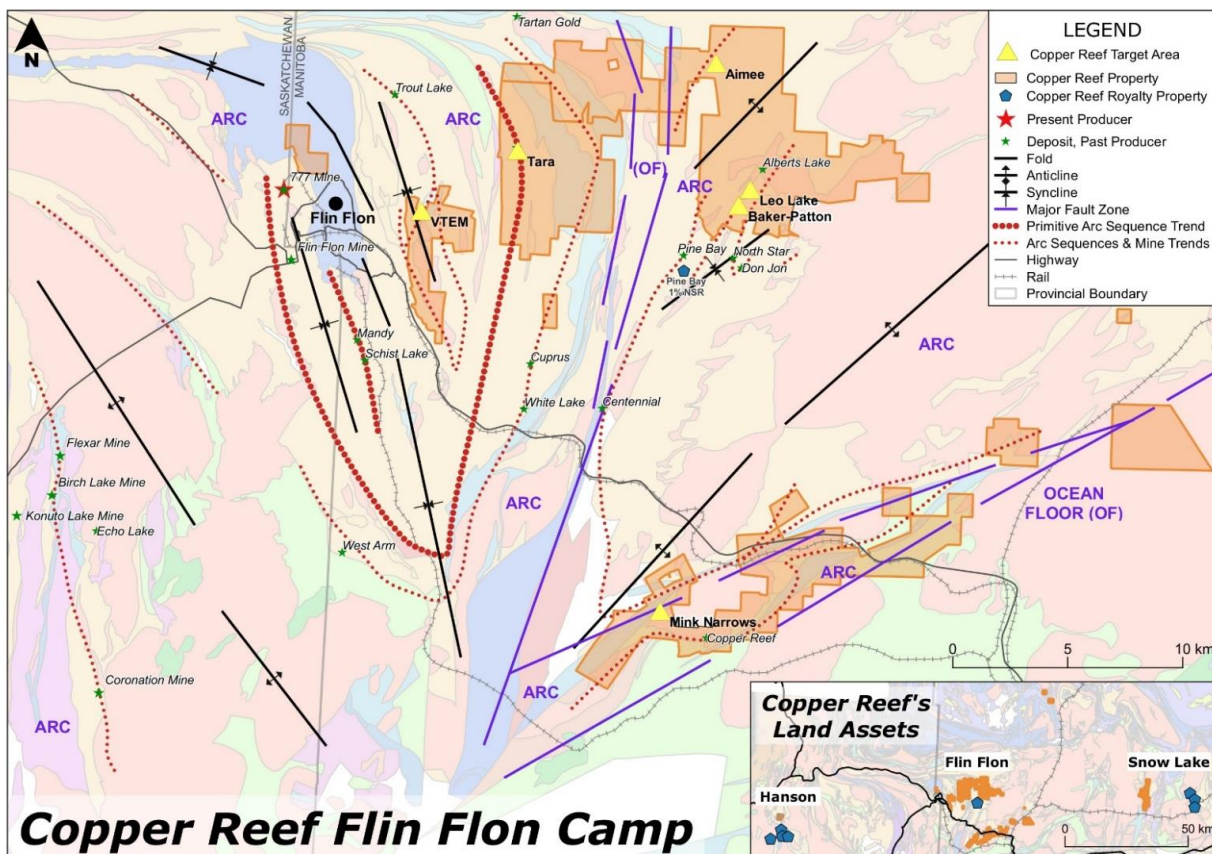 N
Tartan Gold
SASKATCHEWAN
MANITOBA
ARC
Trout Lake
ARC
Aimee
(OF)
Tara
Alberts Lake
ARC
777 Mine
Flin Flon
VTEM
Leo Lake
Baker-Patton
Flin Flon Mine
Pine Bay
North Star
Don Jon
Pine Bay
1% NSR
Mandy
Schist Lake
Cuprus
ARC
White Lake
Centennial
Flexar Mine
Birch Lake Mine
Konuto Lake Mine
Echo Lake
ARC
OCEAN
FLOOR (OF)
West Arm
ARC
Mink Narrows
Copper Reef
Coronation Mine
ARC
ARC
LEGEND
Copper Reef Target Area
Copper Reef Property
Copper Reef Royalty Property
Present Producer
Deposit, Past Producer
Fold
Anticline
Syncline
Major Fault Zone
Primitive Arc Sequence Trend
Arc Sequences & Mine Trends
Highway
Rail
Provincial Boundary
0 5 10 km
Copper Reef's
Land Assets
Flin Flon
Snow Lake
Hanson
0 50 km
Copper Reef Flin Flon Camp